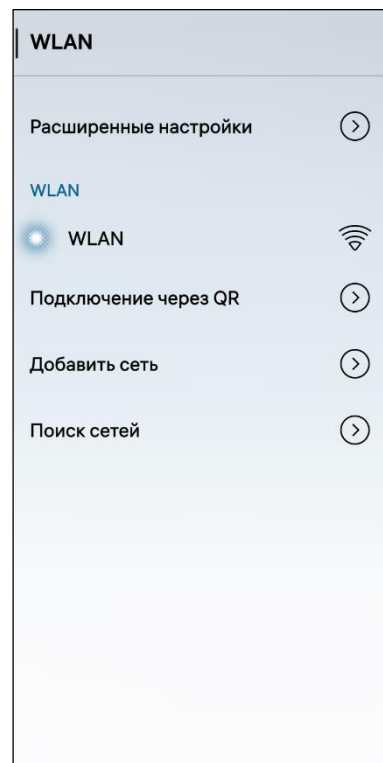 WLAN
Расширенные настройки
WLAN
WLAN
Подключение через QR
Добавить сеть
Поиск сетей